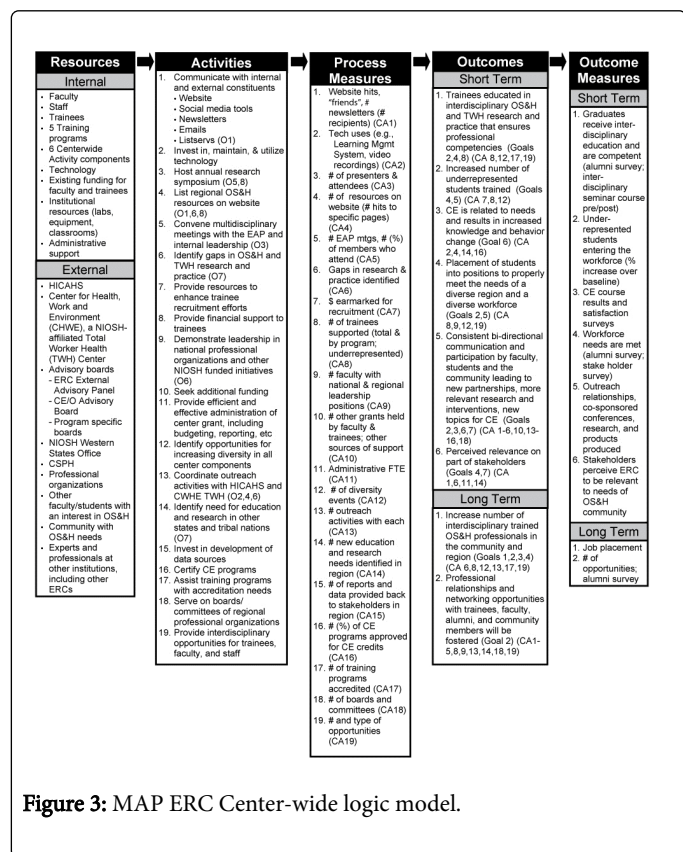 Resources
Internal
• Faculty
• Staff
• Trainees
• 5 Training
programs
• 6 Centerwide
Activity components
• Technology
• Existing funding for
faculty and trainees
• Institutional
resources (labs,
equipment,
classrooms)
• Administrative
support
External
• HICAHS
• Center for Health,
Work and
Environment
(CHWE), a NIOSH-
affiliated Total
Worker Health
(TWH) Center
• Advisory boards
- ERC External
Advisory Panel
- CE/O Advisory
Board
- Program specific
boards
• NIOSH Western
States Office
• CSPH
• Professional
organizations
• Other
faculty/students with
an interest in OS&H
• Community with
OS&H needs
• Experts and
professionals at
other institutions,
including other
ERCs
Activities
1. Communicate with internal
and external constituents
• Website
• Social media tools
• Newsletters
• Emails
• Listservs (O1)
2. Invest in, maintain, & utilize
technology
3. Host annual research
symposium (O5,8)
4. List regional OS&H
resources on website
(O1,6,8)
5. Convene multidisciplinary
meetings with the EAP and
internal leadership (O3)
6. Identify gaps in OS&H and
TWH research and
practice (O7)
7. Provide resources to
enhance trainee
recruitment efforts
8. Provide financial support to
trainees
9. Demonstrate leadership in
national professional
organizations and other
NIOSH funded initiatives
(O6)
10. Seek additional funding
11. Provide efficient and
effective administration of
center grant, including
budgeting, reporting, etc
12. Identify opportunities for
increasing diversity in all
center components
13. Coordinate outreach
activities with HICAHS and
CWHE TWH (O2,4,6)
14. Identify need for education
and research in other
states and tribal nations
(O7)
15. Invest in development of
data sources
16. Certify CE programs
17. Assist training programs
with accreditation needs
18. Serve on boards/
committees of regional
professional organizations
19. Provide interdisciplinary
opportunities for trainees,
faculty, and staff
Process
Measures
1. Website hits,
"friends", #
newsletters (#
recipients) (CA1)
2. Tech uses (e.g.,
Learning Mgmt
System, video
recordings) (CA2)
3. # of presenters &
attendees (CA3)
4. # of resources on
website (# hits to
specific pages)
(CA4)
5. # EAP mtgs, # (%)
of members who
attend (CA5)
6. Gaps in research &
practice identified
(CA6)
7. $ earmarked for
recruitment (CA7)
8. # of trainees
supported (total &
by program;
underrepresented)
(CA8)
9. # faculty with
national & regional
leadership
positions (CA9)
10. # other grants held
by faculty &
trainees; other
sources of support
(CA10)
11. Administrative FTE
(CA11)
12. # of diversity
events (CA12)
13. # outreach
activities with each
(CA13)
14. # new education
and research
needs identified in
region (CA14)
15. # of reports and
data provided back
to stakeholders in
region (CA15)
16. # (%) of CE
programs approved
for CE credits
(CA16)
17. # of training
programs
accredited (CA17)
18. # of boards and
committees (CA18)
19. # and type of
opportunities
(CA19)
Outcomes
Short Term
1. Trainees educated in
interdisciplinary OS&H
and TWH research and
practice that ensures
professional
competencies (Goals
2,4,8) (CA 8,12,17,19)
2. Increased number of
underrepresented
students trained (Goals
4,5) (CA 7,8,12)
3. CE is related to needs
and results in increased
knowledge and behavior
change (Goal 6) (CA
2,4,14,16)
4. Placement of students
into positions to properly
meet the needs of a
diverse region and a
diverse workforce
(Goals 2,5) (CA
8,9,12,19)
5. Consistent bi-directional
communication and
participation by faculty,
students and the
community leading to
new partnerships, more
relevant research and
interventions, new
topics for CE (Goals
2,3,6,7) (CA 1-6,10,13-
16,18)
6. Perceived relevance on
part of stakeholders
(Goals 4,7) (CA
1,6,11,14)
Long Term
1. Increase number of
interdisciplinary trained
OS&H professionals in
the community and
region (Goals 1,2,3,4)
(CA 6,8,12,13,17,19)
2. Professional
relationships and
networking opportunities
with trainees, faculty,
alumni, and community
members will be
fostered (Goal 2) (CA1-
5,8,9,13,14,18,19)
Outcome
Measures
Short Term
1. Graduates
receive inter-
disciplinary
education and
are competent
(alumni survey;
inter-
disciplinary
seminar course
pre/post)
2. Under-
represented
students
entering the
workforce (%
increase over
baseline)
3. CE course
results and
satisfaction
surveys
4. Workforce
needs are met
(alumni survey;
stake holder
survey)
5. Outreach
relationships,
co-sponsored
conferences,
research, and
products
produced
6. Stakeholders
perceive ERC
to be relevant
to needs of
OS&H
community
Long Term
1. Job placement
2. # of
opportunities;
alumni survey
Figure 3: MAP ERC Center-wide logic model.